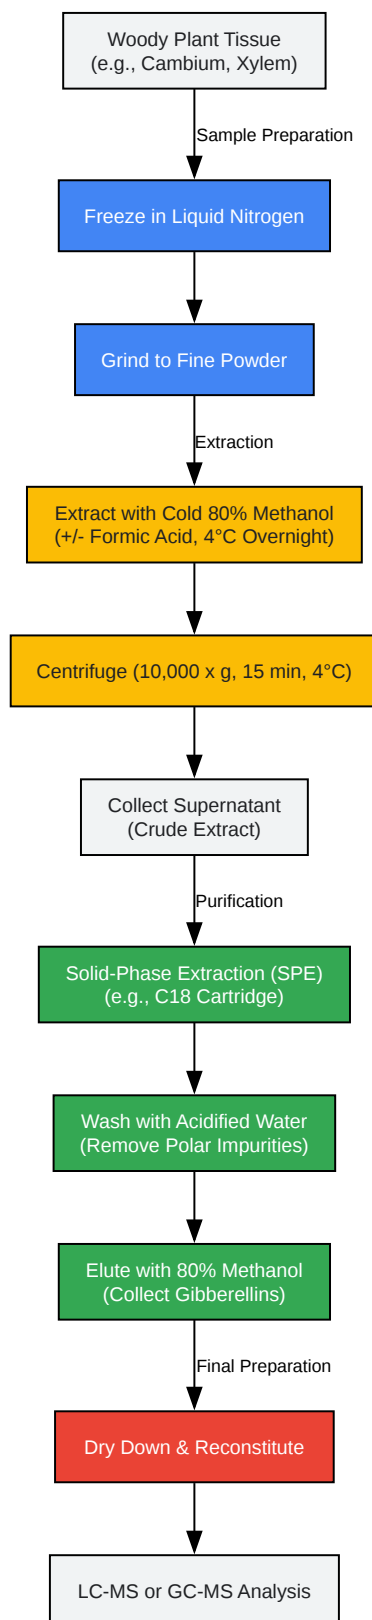 Woody Plant Tissue
(e.g., Cambium, Xylem)
Sample Preparation
Freeze in Liquid Nitrogen
Grind to Fine Powder
Extraction
Extract with Cold 80% Methanol
(+/- Formic Acid, 4°C Overnight)
Centrifuge (10,000 x g, 15 min, 4°C)
Collect Supernatant
(Crude Extract)
Purification
Solid-Phase Extraction (SPE)
(e.g., C18 Cartridge)
Wash with Acidified Water
(Remove Polar Impurities)
Elute with 80% Methanol
(Collect Gibberellins)
Final Preparation
Dry Down & Reconstitute
LC-MS or GC-MS Analysis